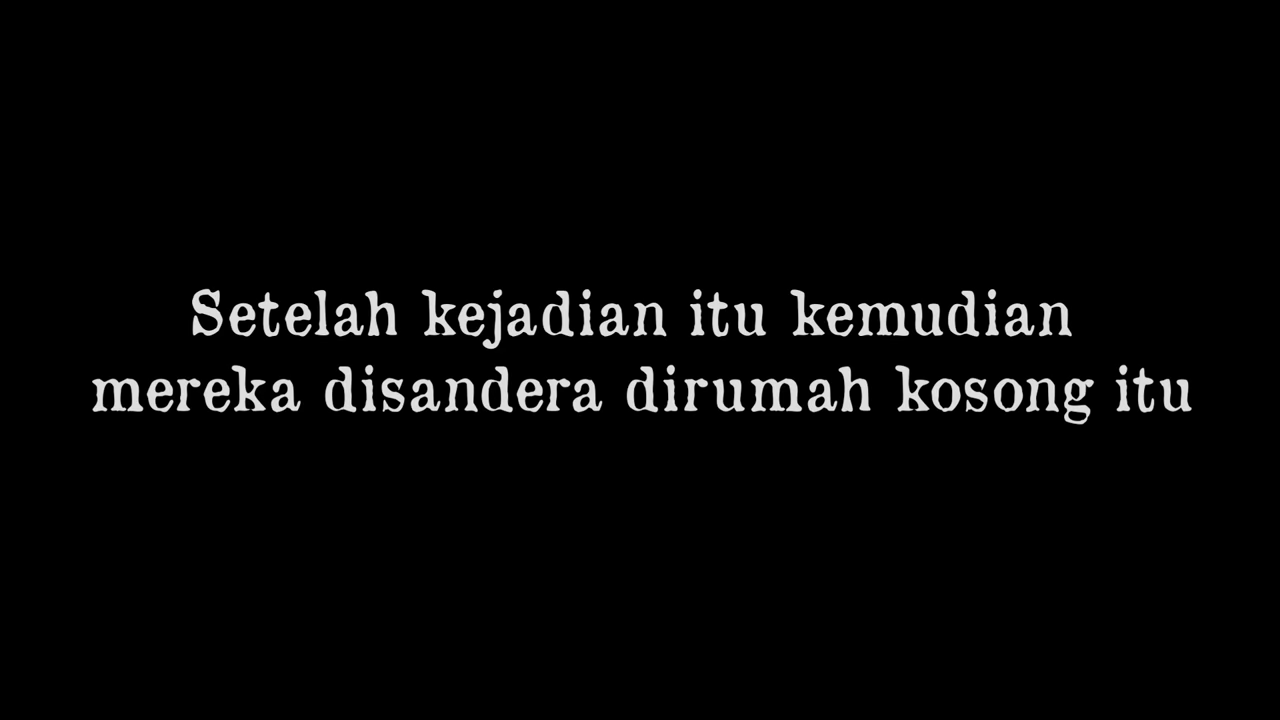 Setelah kejadian itu kemudian
mereka disandera dirumah kosong itu